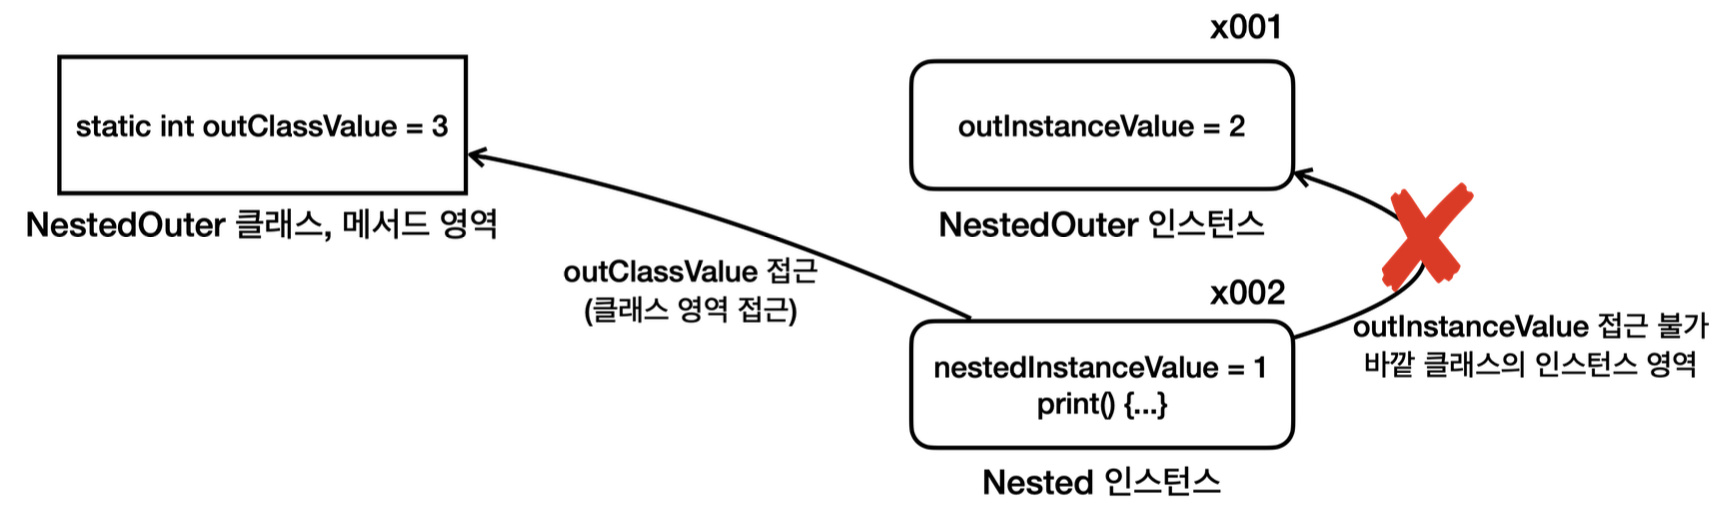 x001
static int outClassValue = 3
outInstanceValue = 2
NestedOuter 클래스, 메서드 영역
NestedOuter 인스턴스
outClassValue 접근
(클래스 영역 접근)
x002
outInstanceValue 접근 불가
바깥 클래스의 인스턴스 영역
nestedInstanceValue = 1
print() {...}
Nested 인스턴스